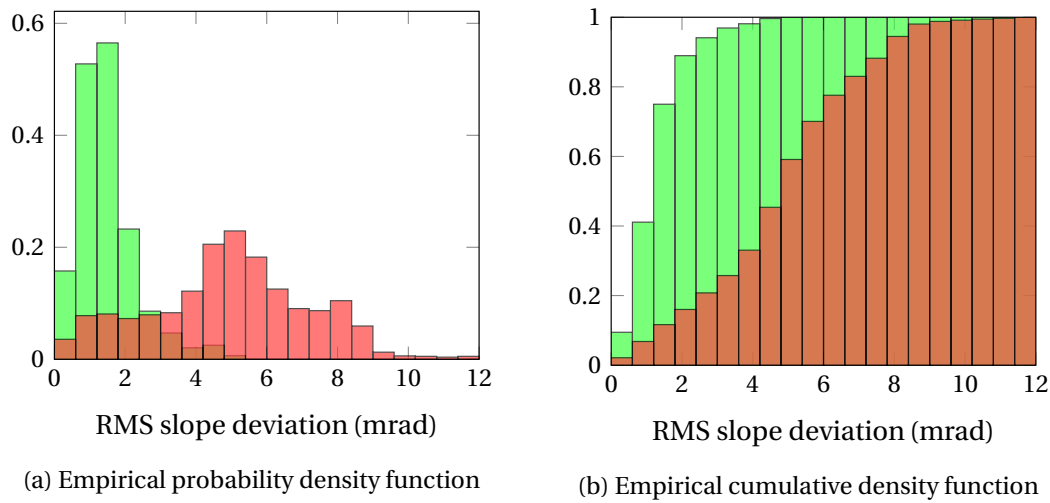 0.6
0.4
0.2
0
0 2 4 6 8 10 12
RMS slope deviation (mrad)
(a) Empirical probability density function
1
0.8
0.6
0.4
0.2
0
0 2 4 6 8 10 12
RMS slope deviation (mrad)
(b) Empirical cumulative density function